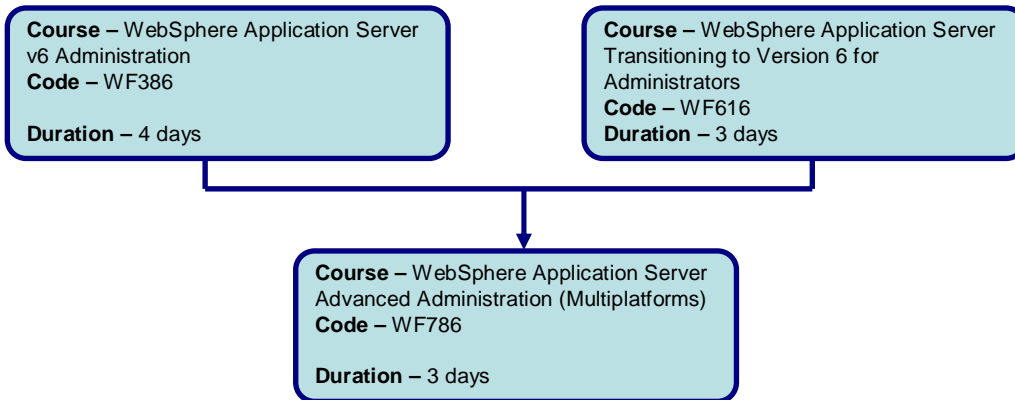 Course – WebSphere Application Server
v6 Administration
Code – WF386
Duration – 4 days
Course – WebSphere Application Server
Transitioning to Version 6 for
Administrators
Code – WF616
Duration – 3 days
Course – WebSphere Application Server
Advanced Administration (Multiplatforms)
Code – WF786
Duration – 3 days